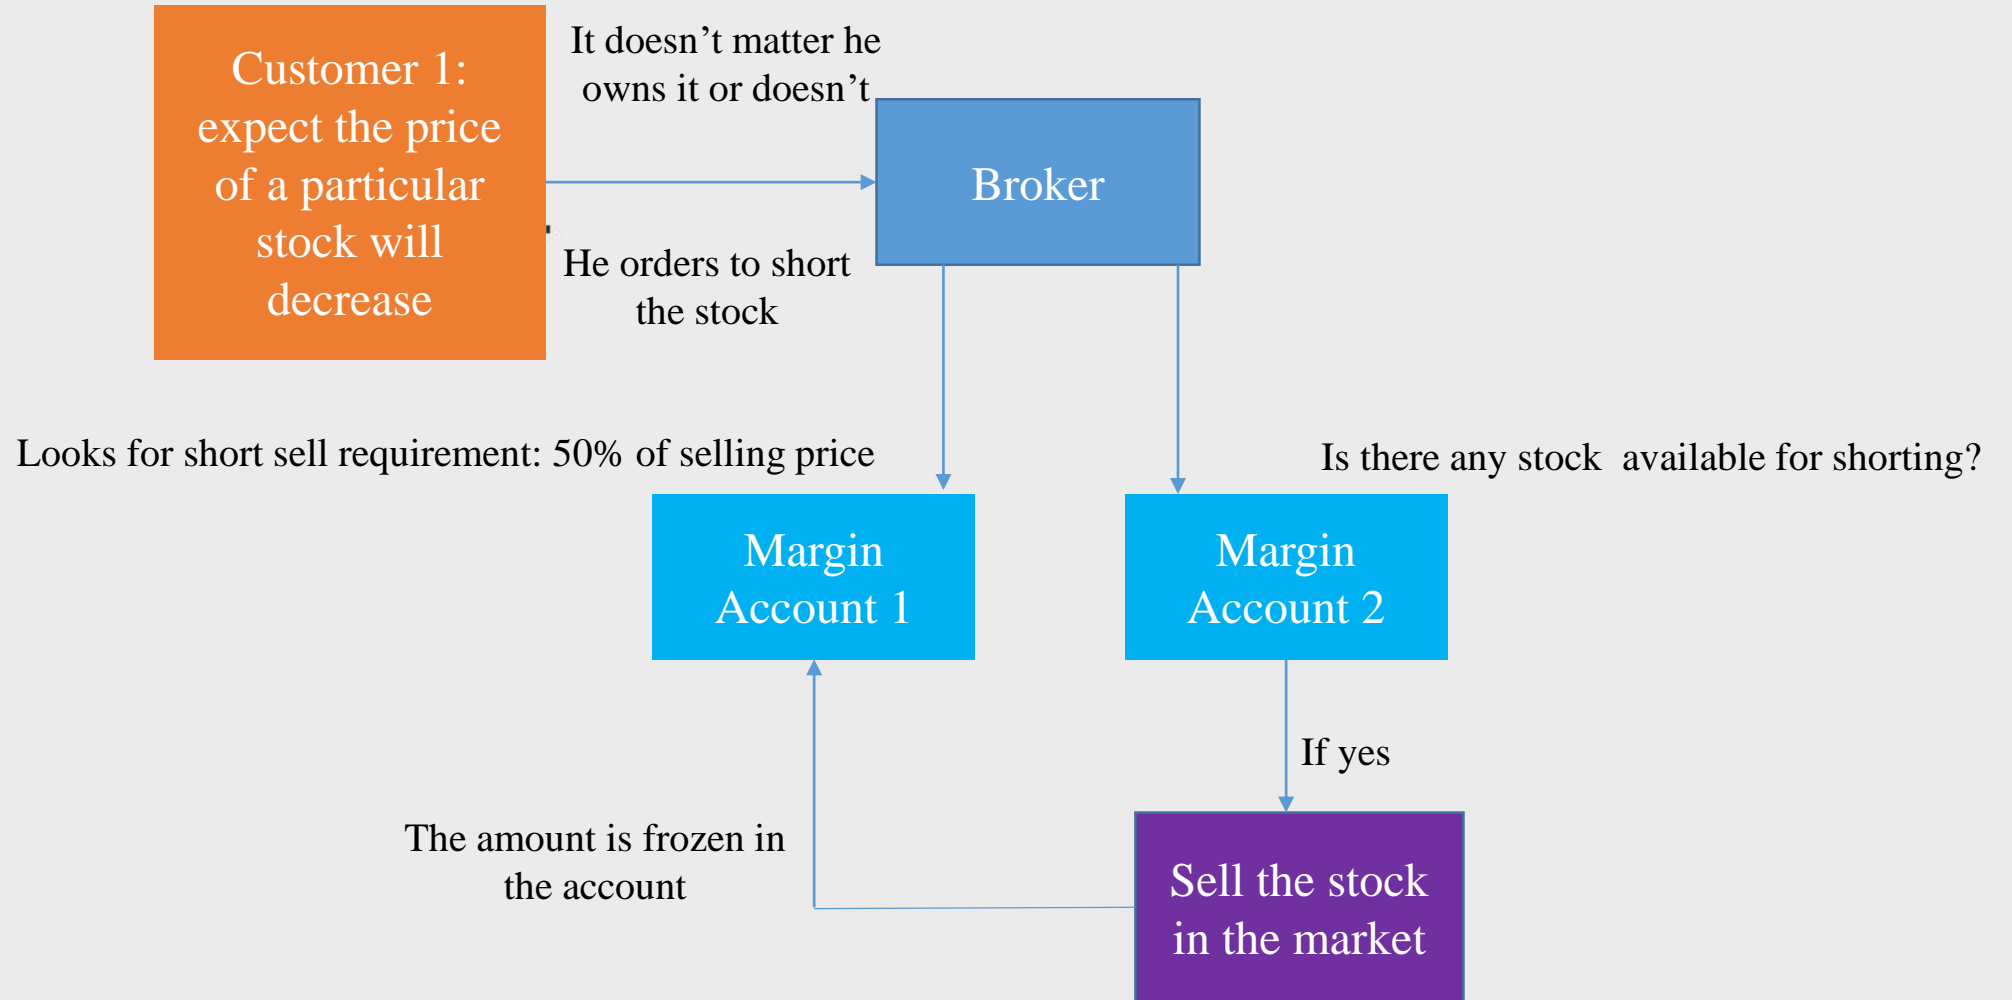 Customer 1:
expect the price
of a particular
stock will
decrease
It doesn’t matter he
owns it or doesn’t
He orders to short
the stock
Broker
Looks for short sell requirement: 50% of selling price
Is there any stock  available for shorting?
Margin
Account 1
Margin
Account 2
If yes
The amount is frozen in
the account
Sell the stock
in the market